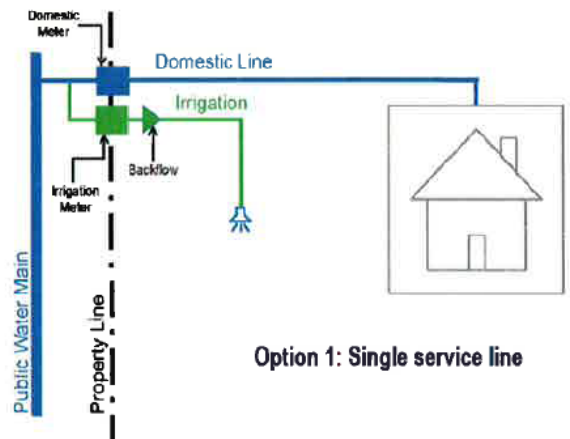 Domestic
Meter
Domestic Line
Irrigation
Backflow
Irrigation
Meter
Public Water Main
Property Line
Option 1: Single service line